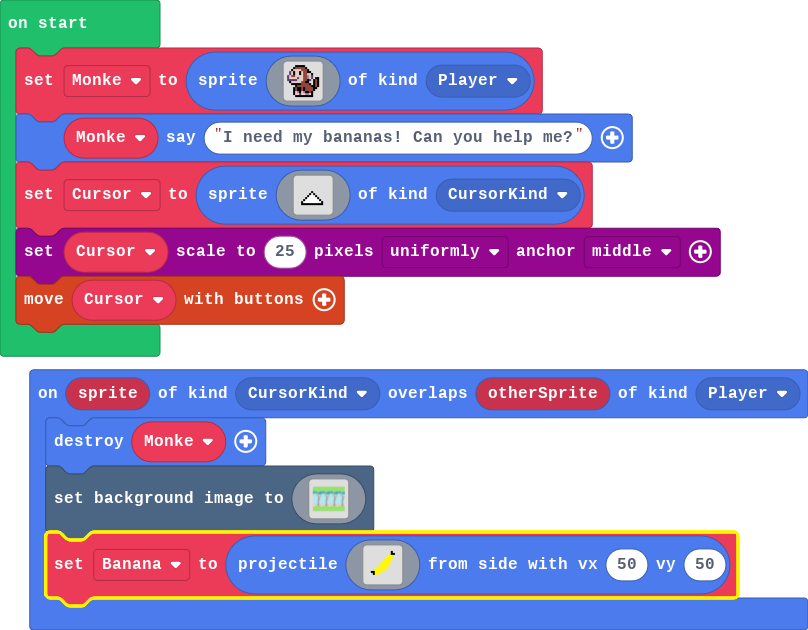 on start
set Monke to sprite of kind Player
Monke say "I need my bananas! Can you help me?"
set Cursor to sprite of kind CursorKind
set Cursor scale to 25 pixels uniformly anchor middle
move Cursor with buttons
on sprite of kind CursorKind overlaps otherSprite of kind Player
destroy Monke
set background image to
set Banana to projectile from side with vx 50 vy 50